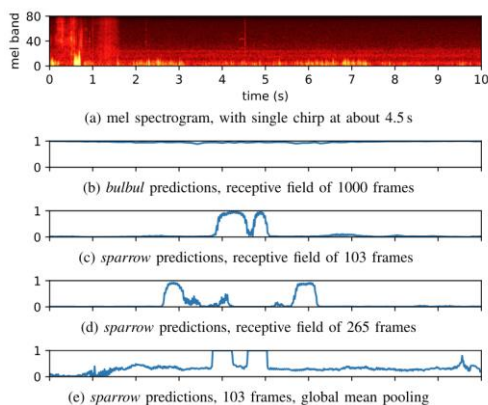 mel band
80
60
40
20
0
0 1 2 3 4 5 6 7 8 9 10
time (s)
(a) mel spectrogram, with single chirp at about 4.5 s
1
0
(b) bulbul predictions, receptive field of 1000 frames
1
0
(c) sparrow predictions, receptive field of 103 frames
1
0
(d) sparrow predictions, receptive field of 265 frames
1
0
(e) sparrow predictions, 103 frames, global mean pooling